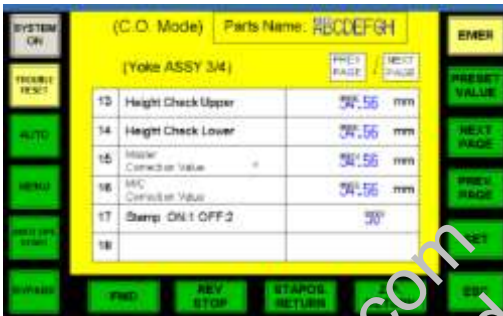 SYSTEM ON
(C.O. Mode) Parts Name: ABCDEFGH
EMER
(Yoke ASSY 3/4)
PREV PAGE / NEXT PAGE
TROUBLE RESET
PRESET VALUE
13 Height Check Upper mm
AUTO
14 Height Check Lower mm
NEXT PAGE
15 Master Correction Value mm
MENU
16 M/C Correction Value mm
PREV PAGE
17 Stamp ON:1 OFF:2
START
SET
18
BYPASS
FWD
REV STOP
STAPOS RETURN
ESC
com